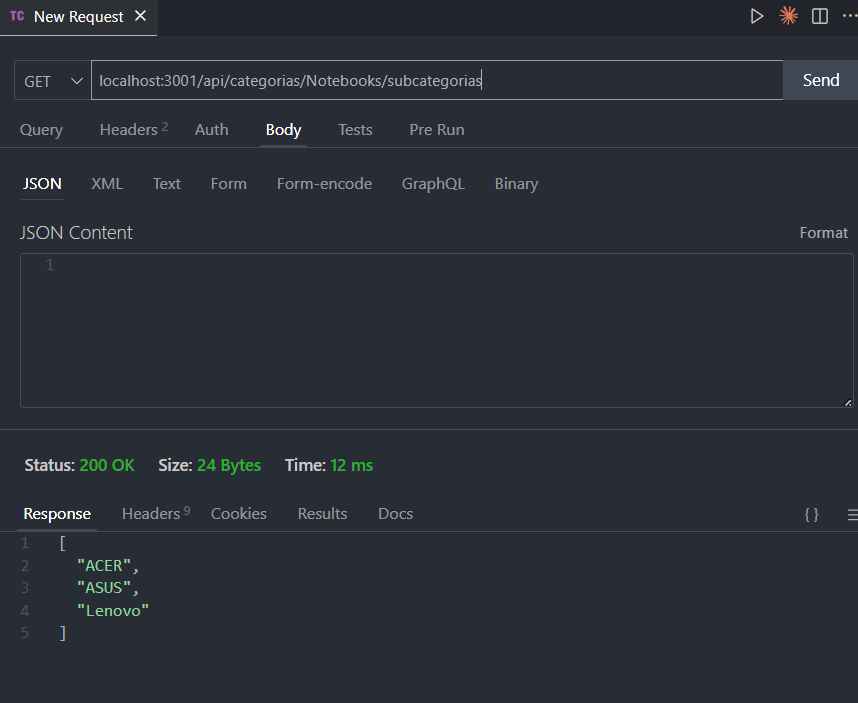 TC New Request
GET localhost:3001/api/categorias/Notebooks/subcategorias Send
Query Headers 2 Auth Body Tests Pre Run
JSON XML Text Form Form-encode GraphQL Binary
JSON Content Format
1
Status: 200 OK Size: 24 Bytes Time: 12 ms
Response Headers 9 Cookies Results Docs { }
1 [
2 "ACER",
3 "ASUS",
4 "Lenovo"
5 ]